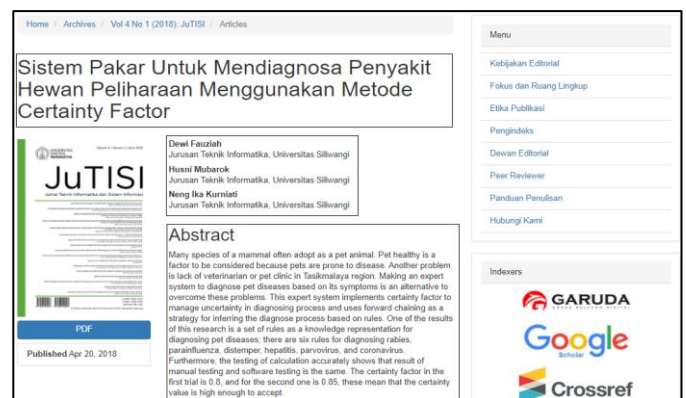 Home / Archives / Vol 4 No 1 (2018): JuTISI / Articles
Sistem Pakar Untuk Mendiagnosa Penyakit
Hewan Peliharaan Menggunakan Metode
Certainty Factor
JuTISI
Jurnal Teknik Informatika dan Sistem Informasi
PDF
Published Apr 20, 2018
Dewi Fauziah
Jurusan Teknik Informatika, Universitas Siliwangi
Husni Mubarok
Jurusan Teknik Informatika, Universitas Siliwangi
Neng Ika Kurniati
Jurusan Teknik Informatika, Universitas Siliwangi
Abstract
Many species of a mammal often adopt as a pet animal. Pet healthy is a
factor to be considered because pets are prone to disease. Another problem
is lack of veterinarian or pet clinic in Tasikmalaya region. Making an expert
system to diagnose pet diseases based on its symptoms is an alternative to
overcome these problems. This expert system implements certainty factor to
manage uncertainty in diagnosing process and uses forward chaining as a
strategy for inferring the diagnose process based on rules. One of the results
of this research is a set of rules as a knowledge representation for
diagnosing pet diseases; there are six rules for diagnosing rabies,
parainfluenza, distemper, hepatitis, parvovirus, and coronavirus.
Furthermore, the testing of calculation accurately shows that result of
manual testing and software testing is the same. The certainty factor in the
first trial is 0.8, and for the second one is 0.85, these mean that the certainty
value is high enough to accept.
Menu
Kebijakan Editorial
Fokus dan Ruang Lingkup
Etika Publikasi
Pengindeks
Dewan Editorial
Peer Reviewer
Panduan Penulisan
Hubungi Kami
Indexers
GARUDA
Google
Scholar
Crossref